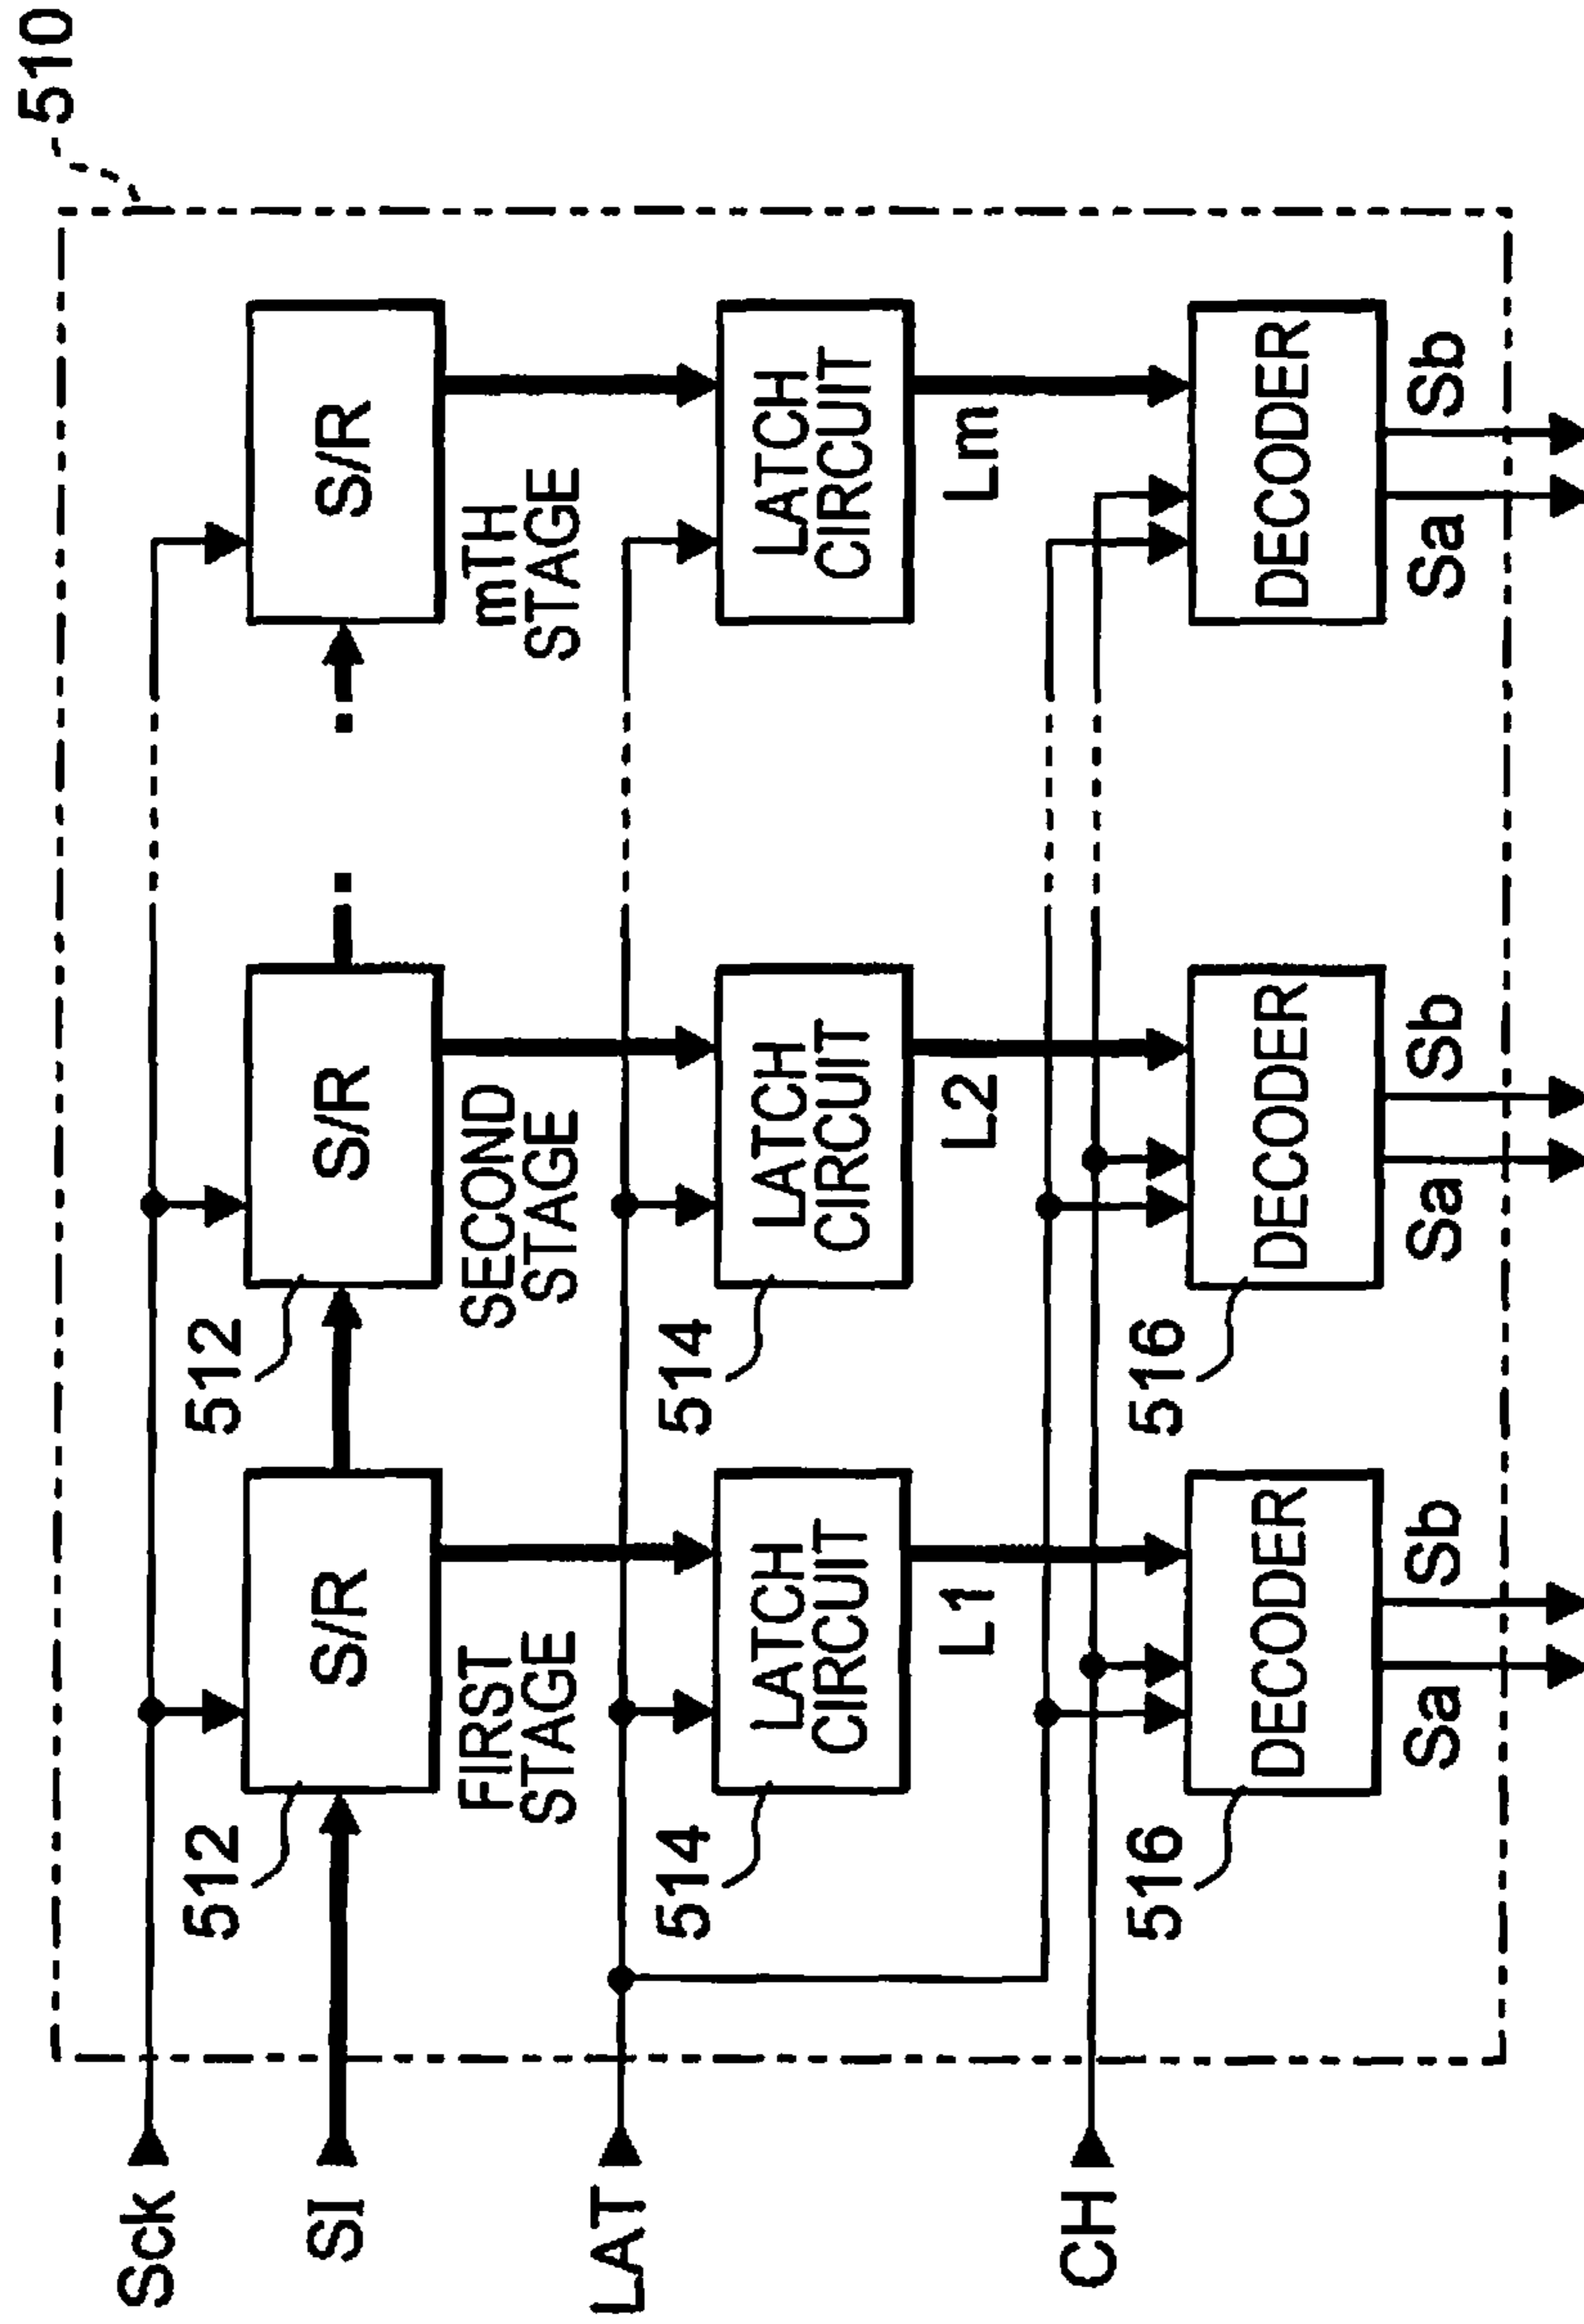 510
Sck
SI
LAT
CH
512
S/R
512
S/R
S/R
FIRST
STAGE
SECOND
STAGE
mTH
STAGE
514
LATCH
CIRCUIT
514
LATCH
CIRCUIT
LATCH
CIRCUIT
L1
L2
Lm
516
DECODER
516
DECODER
DECODER
Sa
Sb
Sa
Sb
Sa
Sb